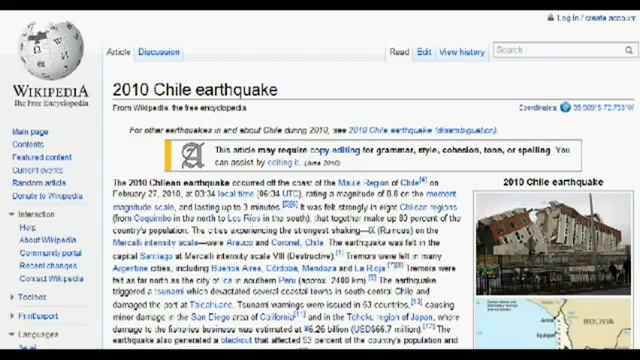 Log in / create account
Article Discussion Read Edit View history Search
WIKIPEDIA
The Free Encyclopedia
2010 Chile earthquake
From Wikipedia, the free encyclopedia
Coordinates:
For other earthquakes in and about Chile during 2010, see 2010 Chile earthquake (disambiguation).
This article may require copy editing for grammar, style, cohesion, tone, or spelling. You
can assist by editing it. (June 2010)
Main page
Contents
Featured content
Current events
Random article
Donate to Wikipedia
Interaction
Help
About Wikipedia
Community portal
Recent changes
Contact Wikipedia
Toolbox
Print/export
Languages
The 2010 Chilean earthquake occurred off the coast of the Maule Region of Chile[4] on
February 27, 2010, at 03:34 local time (06:34 UTC), rating a magnitude of 8.8 on the moment
magnitude scale, and lasting up to 3 minutes.[5][6] It was felt strongly in eight Chilean regions
(from Coquimbo in the north to Los Ríos in the south), that together make up 80 percent of the
country's population. The cities experiencing the strongest shaking—IX (Ruinous) on the
Mercalli intensity scale—were Arauco and Coronel, Chile. The earthquake was felt in the
capital Santiago at Mercalli intensity scale VIII (Destructive).[1] Tremors were felt in many
Argentine cities, including Buenos Aires, Córdoba, Mendoza and La Rioja.[7][8] Tremors were
felt as far north as the city of Ica in southern Peru (approx. 2400 km).[9] The earthquake
triggered a tsunami which devastated several coastal towns in south-central Chile and
damaged the port at Talcahuano. Tsunami warnings were issued in 53 countries,[10] causing
minor damage in the San Diego area of California[11] and in the Tohoku region of Japan, where
damage to the fisheries business was estimated at ¥6.26 billion (USD$66.7 million).[12] The
earthquake also generated a blackout that affected 93 percent of the country's population and
2010 Chile earthquake
BOLIVIA
Arica
Iquique